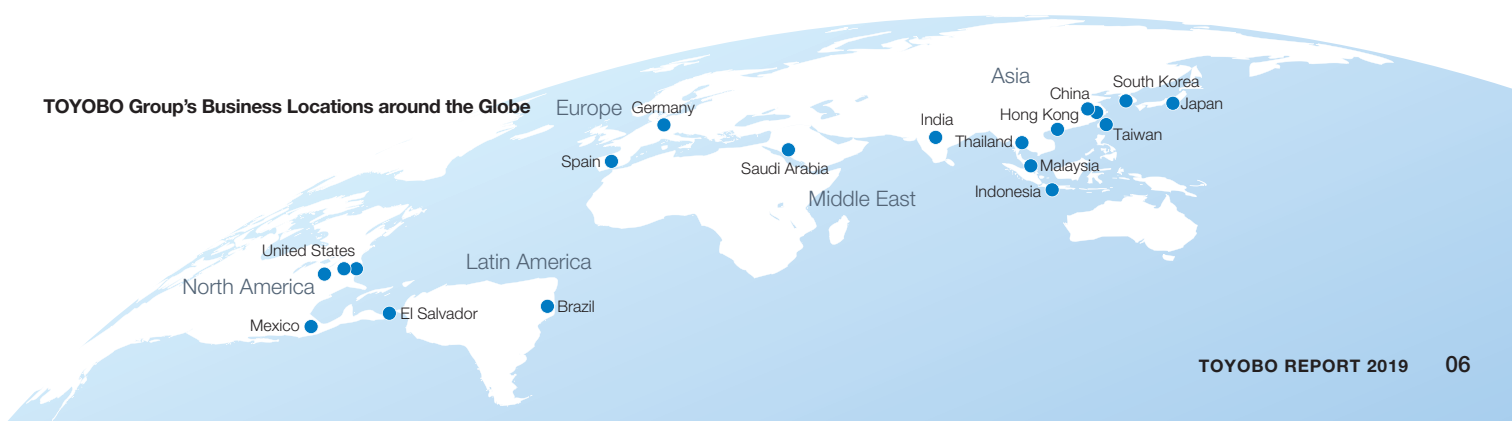 TOYOBO Group's Business Locations around the Globe
Europe
Germany
Spain
Saudi Arabia
Middle East
Asia
India
China
South Korea
Hong Kong
Japan
Thailand
Taiwan
Malaysia
Indonesia
United States
North America
Latin America
Mexico
El Salvador
Brazil
TOYOBO REPORT 2019 06